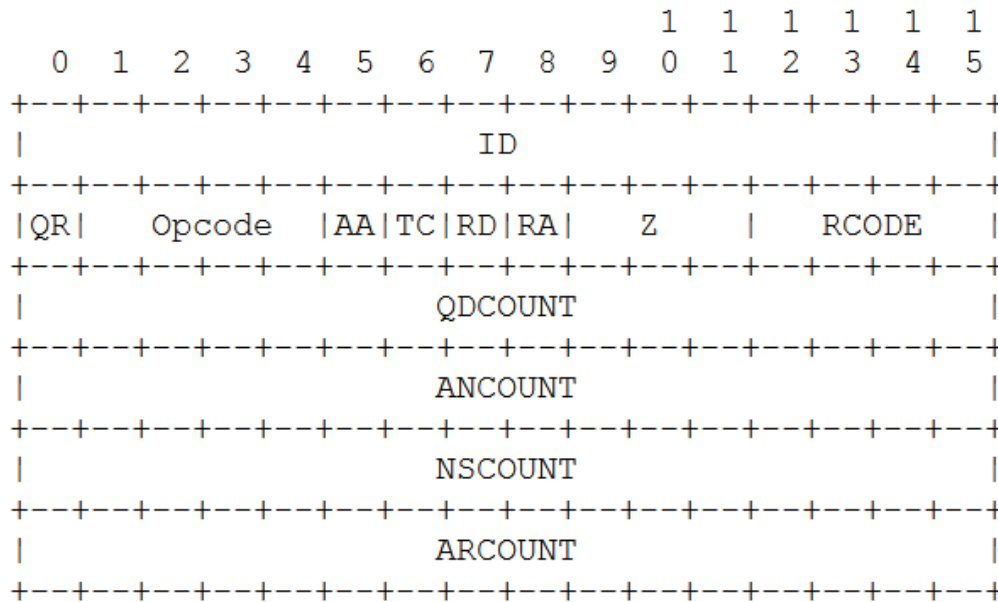 1  1  1  1  1  1
  0  1  2  3  4  5  6  7  8  9  0  1  2  3  4  5
+--+--+--+--+--+--+--+--+--+--+--+--+--+--+--+--+
|                      ID                       |
+--+--+--+--+--+--+--+--+--+--+--+--+--+--+--+--+
|QR|   Opcode  |AA|TC|RD|RA|   Z    |   RCODE   |
+--+--+--+--+--+--+--+--+--+--+--+--+--+--+--+--+
|                    QDCOUNT                    |
+--+--+--+--+--+--+--+--+--+--+--+--+--+--+--+--+
|                    ANCOUNT                    |
+--+--+--+--+--+--+--+--+--+--+--+--+--+--+--+--+
|                    NSCOUNT                    |
+--+--+--+--+--+--+--+--+--+--+--+--+--+--+--+--+
|                    ARCOUNT                    |
+--+--+--+--+--+--+--+--+--+--+--+--+--+--+--+--+